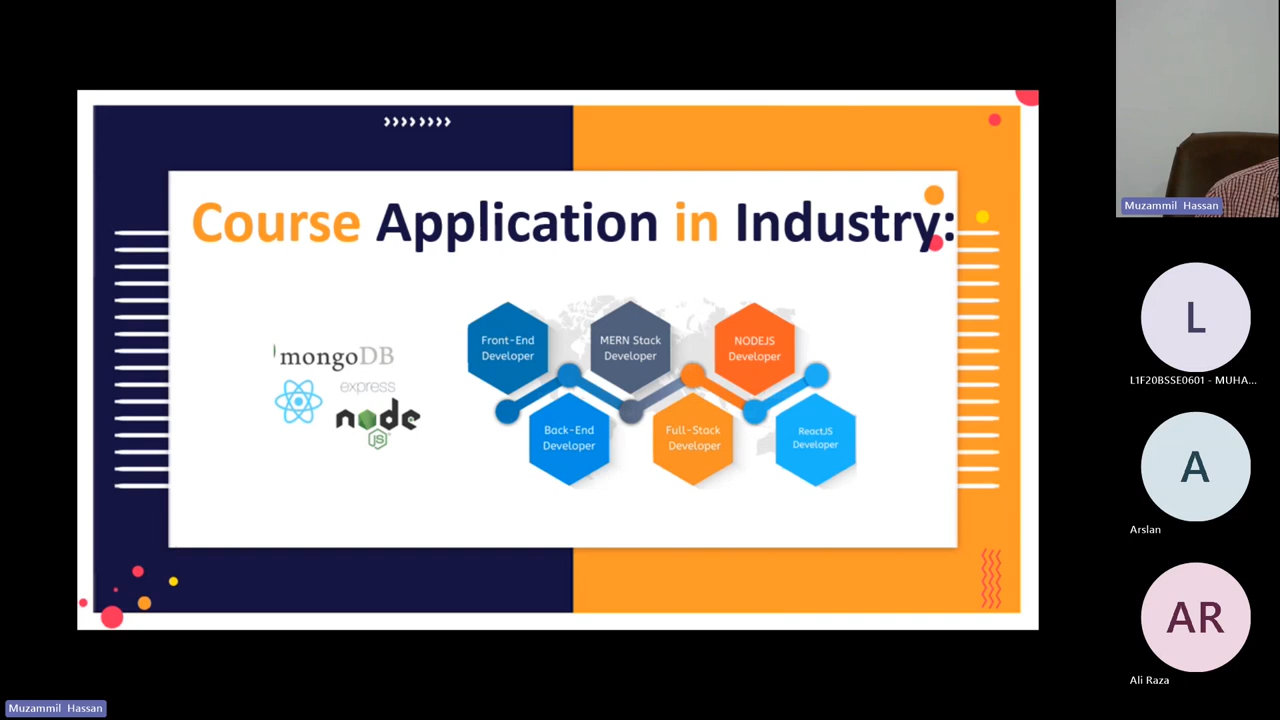 Course Application in Industry:
mongoDB
express
node
JS
Front-End
Developer
MERN Stack
Developer
NODEJS
Developer
Back-End
Developer
Full-Stack
Developer
ReactJS
Developer
Muzammil Hassan
L
L1F20BSSE0601 - MUHA...
A
Arslan
AR
Ali Raza
Muzammil Hassan